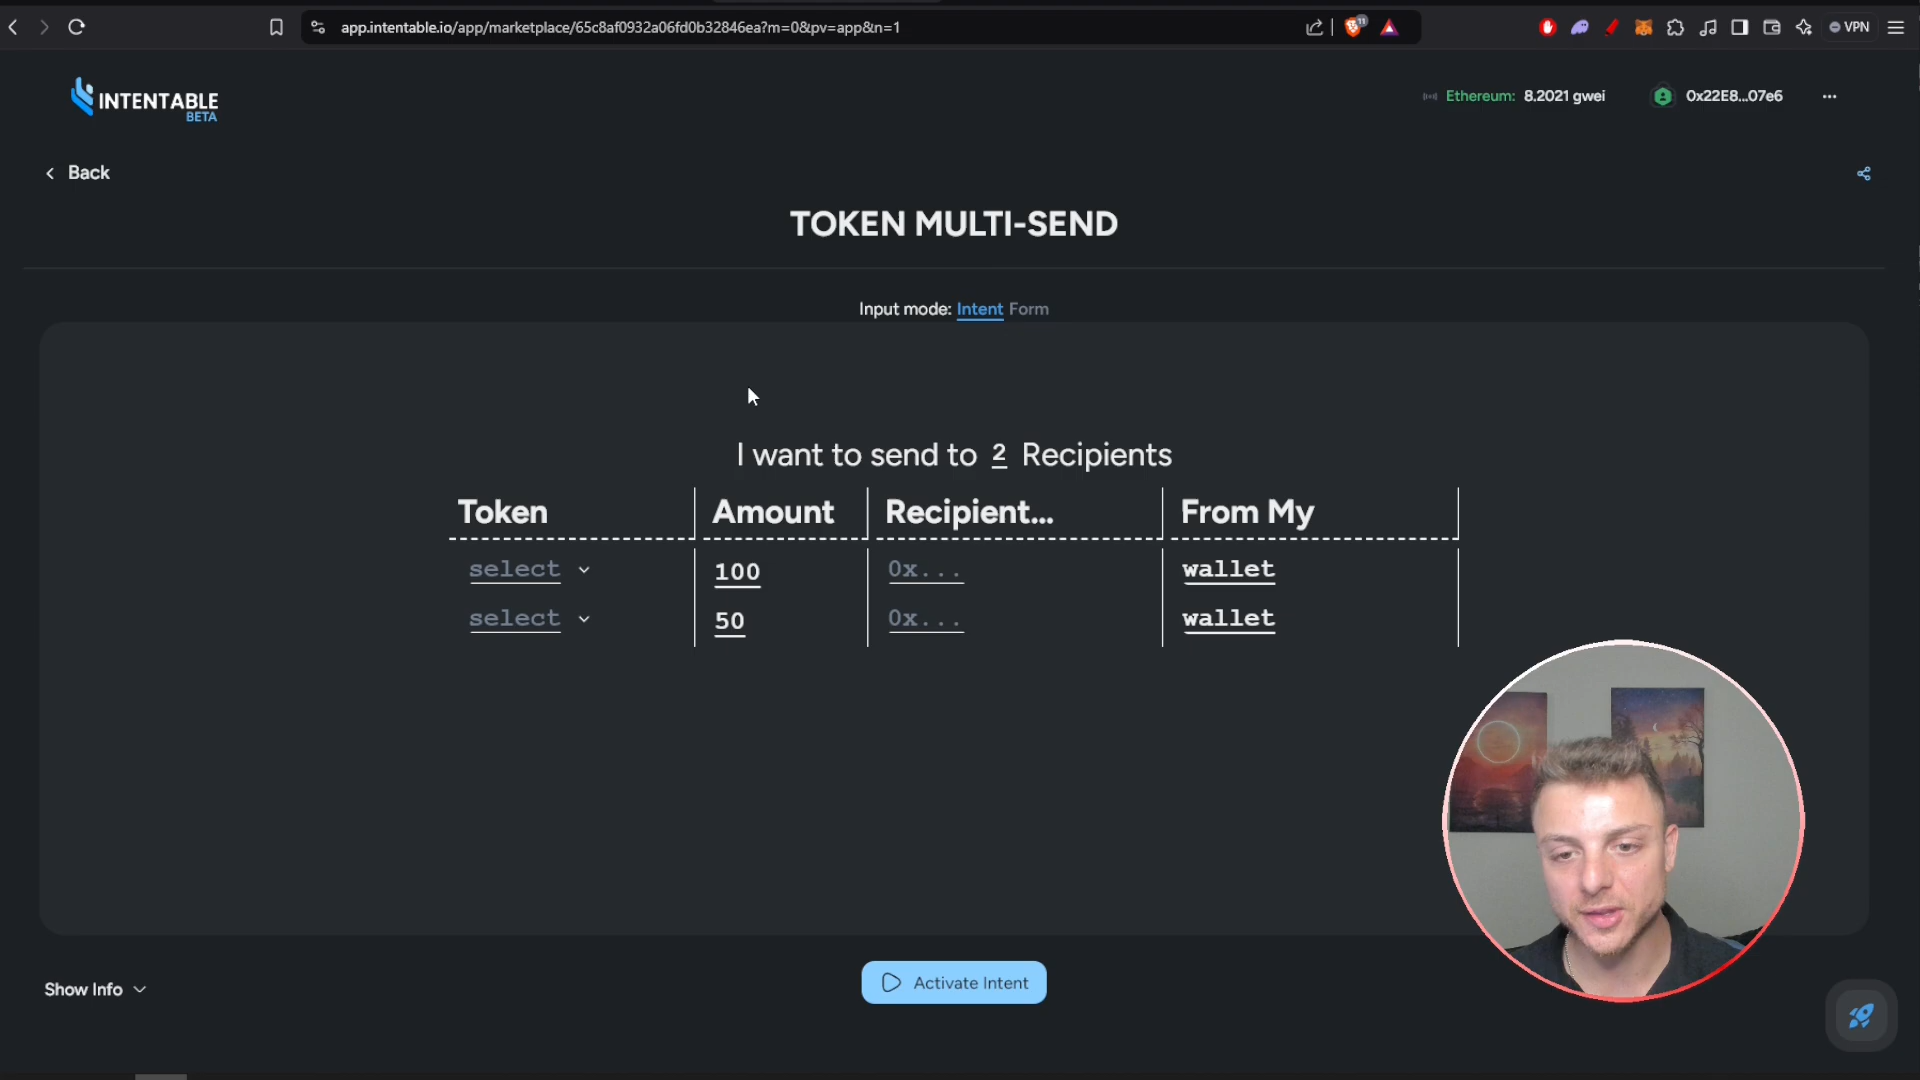 app.intentable.io/app/marketplace/65c8af0932a06fd0b32846ea?m=0&pv=app&n=1
11
VPN
INTENTABLE
BETA
Ethereum: 8.2021 gwei
0x22E8...07e6
Back
TOKEN MULTI-SEND
Input mode: Intent Form
I want to send to 2 Recipients
Token Amount Recipient... From My
select 100 0x... wallet
select 50 0x... wallet
Show Info
Activate Intent